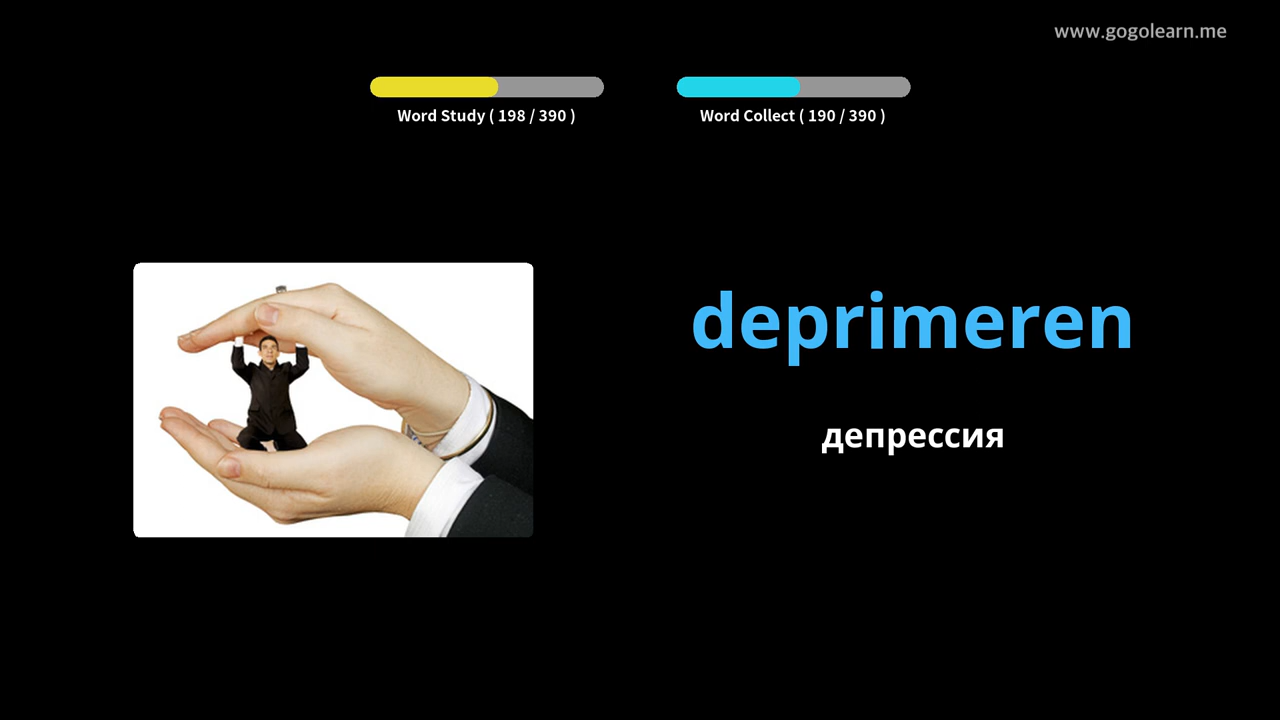 www.gogolearn.me
Word Study ( 198 / 390 )
Word Collect ( 190 / 390 )
deprimeren
депрессия